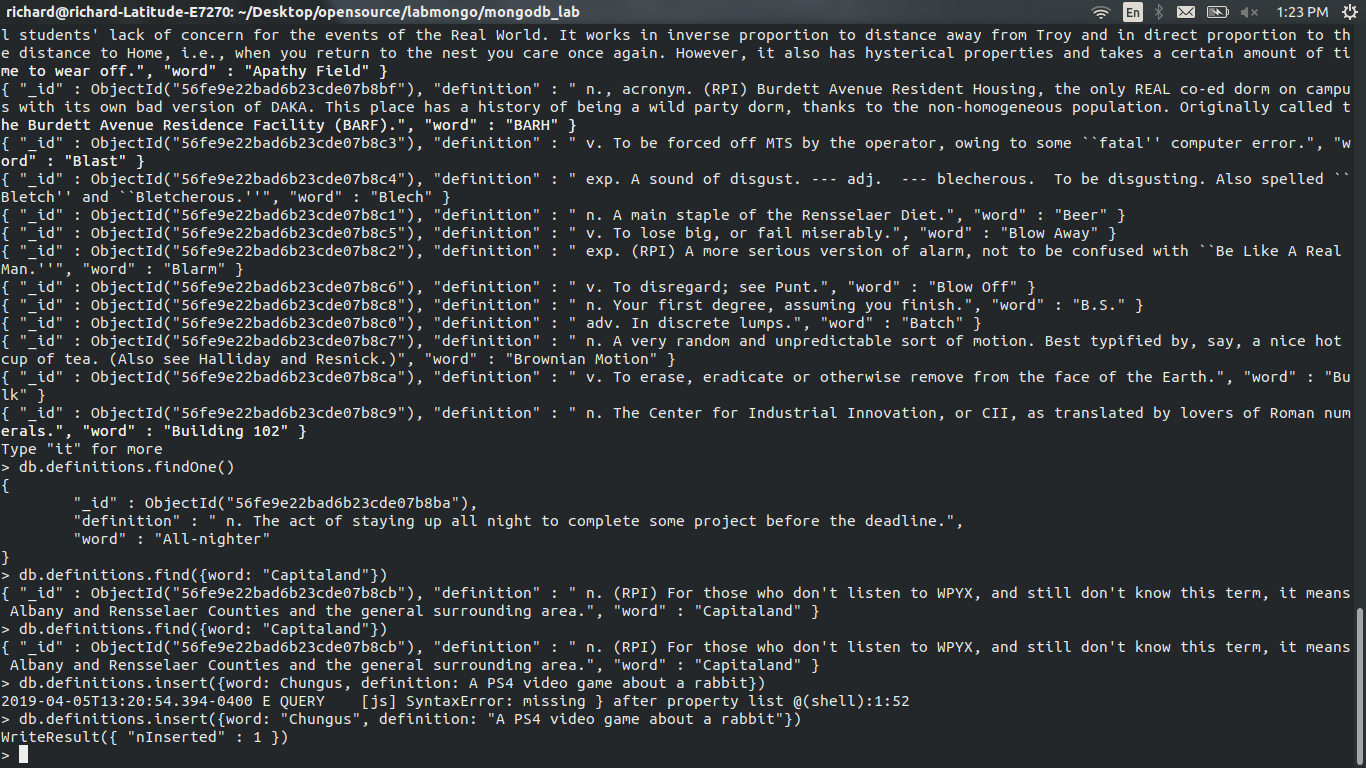 richard@richard-Latitude-E7270: ~/Desktop/opensource/labmongo/mongodb_lab
En
1:23 PM
l students' lack of concern for the events of the Real World. It works in inverse proportion to distance away from Troy and in direct proportion to th
e distance to Home, i.e., when you return to the nest you care once again. However, it also has hysterical properties and takes a certain amount of ti
me to wear off.", "word" : "Apathy Field" }
{ "_id" : ObjectId("56fe9e22bad6b23cde07b8bf"), "definition" : " n., acronym. (RPI) Burdett Avenue Resident Housing, the only REAL co-ed dorm on campu
s with its own bad version of DAKA. This place has a history of being a wild party dorm, thanks to the non-homogeneous population. Originally called t
he Burdett Avenue Residence Facility (BARF).", "word" : "BARH" }
{ "_id" : ObjectId("56fe9e22bad6b23cde07b8c3"), "definition" : " v. To be forced off MTS by the operator, owing to some ``fatal'' computer error.", "w
ord" : "Blast" }
{ "_id" : ObjectId("56fe9e22bad6b23cde07b8c4"), "definition" : " exp. A sound of disgust. --- adj.  --- blecherous.  To be disgusting. Also spelled ``
Bletch'' and ``Bletcherous.''", "word" : "Blech" }
{ "_id" : ObjectId("56fe9e22bad6b23cde07b8c1"), "definition" : " n. A main staple of the Rensselaer Diet.", "word" : "Beer" }
{ "_id" : ObjectId("56fe9e22bad6b23cde07b8c5"), "definition" : " v. To lose big, or fail miserably.", "word" : "Blow Away" }
{ "_id" : ObjectId("56fe9e22bad6b23cde07b8c2"), "definition" : " exp. (RPI) A more serious version of alarm, not to be confused with ``Be Like A Real
Man.''", "word" : "Blarm" }
{ "_id" : ObjectId("56fe9e22bad6b23cde07b8c6"), "definition" : " v. To disregard; see Punt.", "word" : "Blow Off" }
{ "_id" : ObjectId("56fe9e22bad6b23cde07b8c8"), "definition" : " n. Your first degree, assuming you finish.", "word" : "B.S." }
{ "_id" : ObjectId("56fe9e22bad6b23cde07b8c0"), "definition" : " adv. In discrete lumps.", "word" : "Batch" }
{ "_id" : ObjectId("56fe9e22bad6b23cde07b8c7"), "definition" : " n. A very random and unpredictable sort of motion. Best typified by, say, a nice hot
cup of tea. (Also see Halliday and Resnick.)", "word" : "Brownian Motion" }
{ "_id" : ObjectId("56fe9e22bad6b23cde07b8ca"), "definition" : " v. To erase, eradicate or otherwise remove from the face of the Earth.", "word" : "Bu
lk" }
{ "_id" : ObjectId("56fe9e22bad6b23cde07b8c9"), "definition" : " n. The Center for Industrial Innovation, or CII, as translated by lovers of Roman num
erals.", "word" : "Building 102" }
Type "it" for more
> db.definitions.findOne()
{
        "_id" : ObjectId("56fe9e22bad6b23cde07b8ba"),
        "definition" : " n. The act of staying up all night to complete some project before the deadline.",
        "word" : "All-nighter"
}
> db.definitions.find({word: "Capitaland"})
{ "_id" : ObjectId("56fe9e22bad6b23cde07b8cb"), "definition" : " n. (RPI) For those who don't listen to WPYX, and still don't know this term, it means
 Albany and Rensselaer Counties and the general surrounding area.", "word" : "Capitaland" }
> db.definitions.find({word: "Capitaland"})
{ "_id" : ObjectId("56fe9e22bad6b23cde07b8cb"), "definition" : " n. (RPI) For those who don't listen to WPYX, and still don't know this term, it means
 Albany and Rensselaer Counties and the general surrounding area.", "word" : "Capitaland" }
> db.definitions.insert({word: Chungus, definition: A PS4 video game about a rabbit})
2019-04-05T13:20:54.394-0400 E QUERY    [js] SyntaxError: missing } after property list @(shell):1:52
> db.definitions.insert({word: "Chungus", definition: "A PS4 video game about a rabbit"})
WriteResult({ "nInserted" : 1 })
>